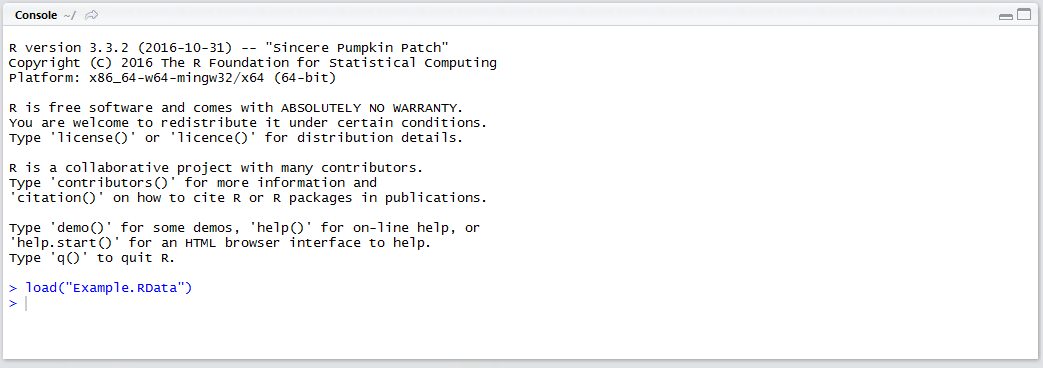 Console ~/
R version 3.3.2 (2016-10-31) -- "Sincere Pumpkin Patch"
Copyright (C) 2016 The R Foundation for Statistical Computing
Platform: x86_64-w64-mingw32/x64 (64-bit)
R is free software and comes with ABSOLUTELY NO WARRANTY.
You are welcome to redistribute it under certain conditions.
Type 'license()' or 'licence()' for distribution details.
R is a collaborative project with many contributors.
Type 'contributors()' for more information and
'citation()' on how to cite R or R packages in publications.
Type 'demo()' for some demos, 'help()' for on-line help, or
'help.start()' for an HTML browser interface to help.
Type 'q()' to quit R.
> load("Example.RData")
>